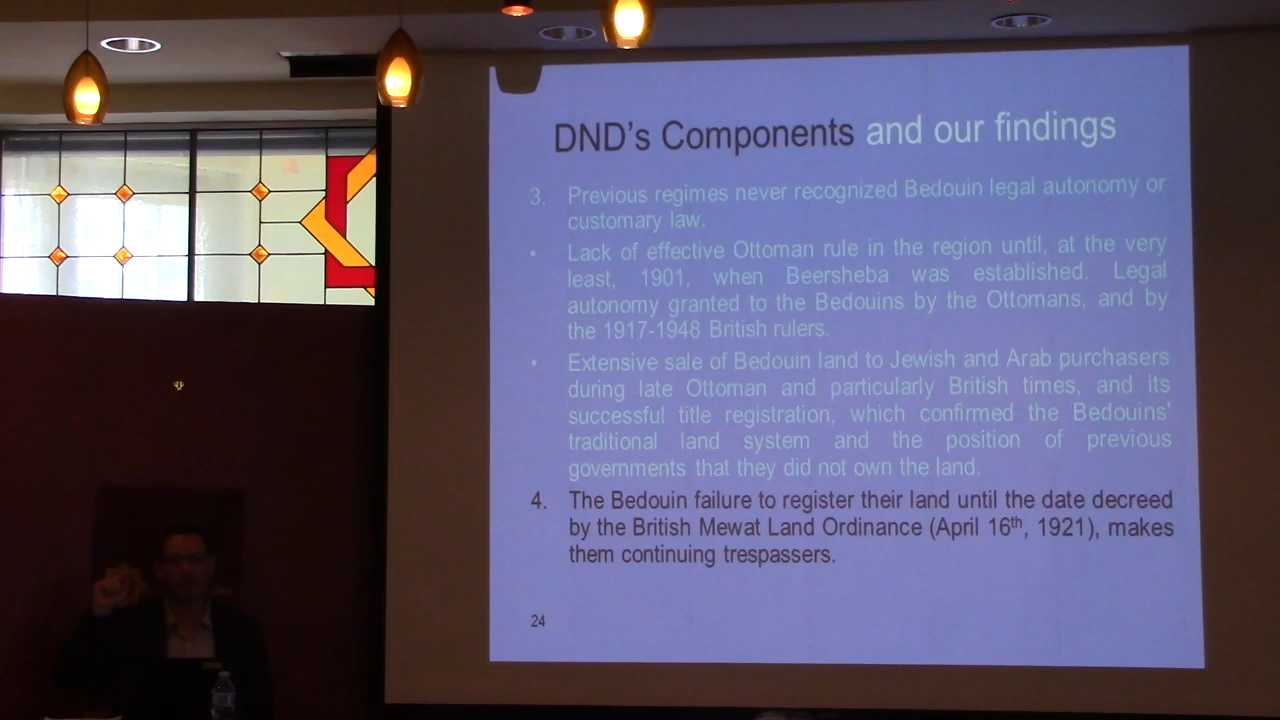 DND's Components and our findings
3. Previous regimes never recognized Bedouin legal autonomy or
customary law.
• Lack of effective Ottoman rule in the region until, at the very
least, 1901, when Beersheba was established. Legal
autonomy granted to the Bedouins by the Ottomans, and by
the 1917-1948 British rulers.
• Extensive sale of Bedouin land to Jewish and Arab purchasers
during late Ottoman and particularly British times, and its
successful title registration, which confirmed the Bedouins'
traditional land system and the position of previous
governments that they did not own the land.
4. The Bedouin failure to register their land until the date decreed
by the British Mewat Land Ordinance (April 16th, 1921), makes
them continuing trespassers.
24